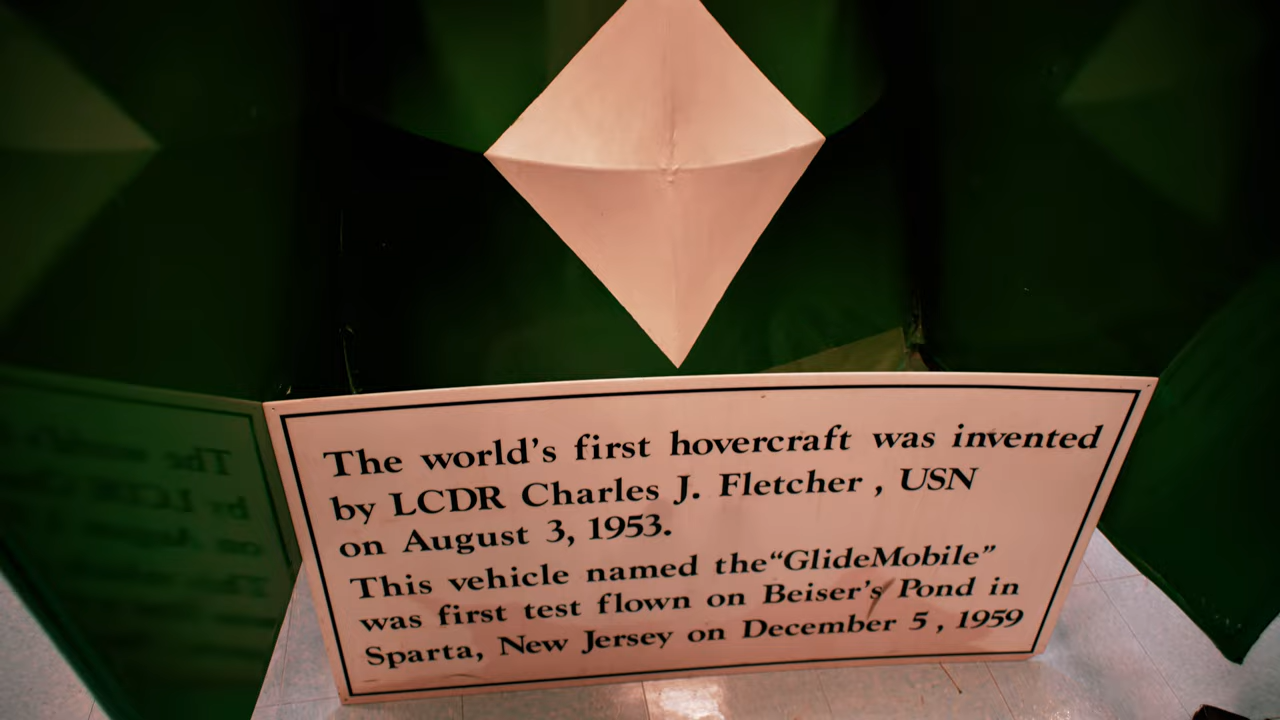 The world's first hovercraft was invented
by LCDR Charles J. Fletcher , USN
on August 3, 1953.
This vehicle named the“GlideMobile”
was first test flown on Beiser's Pond in
Sparta, New Jersey on December 5 , 1959